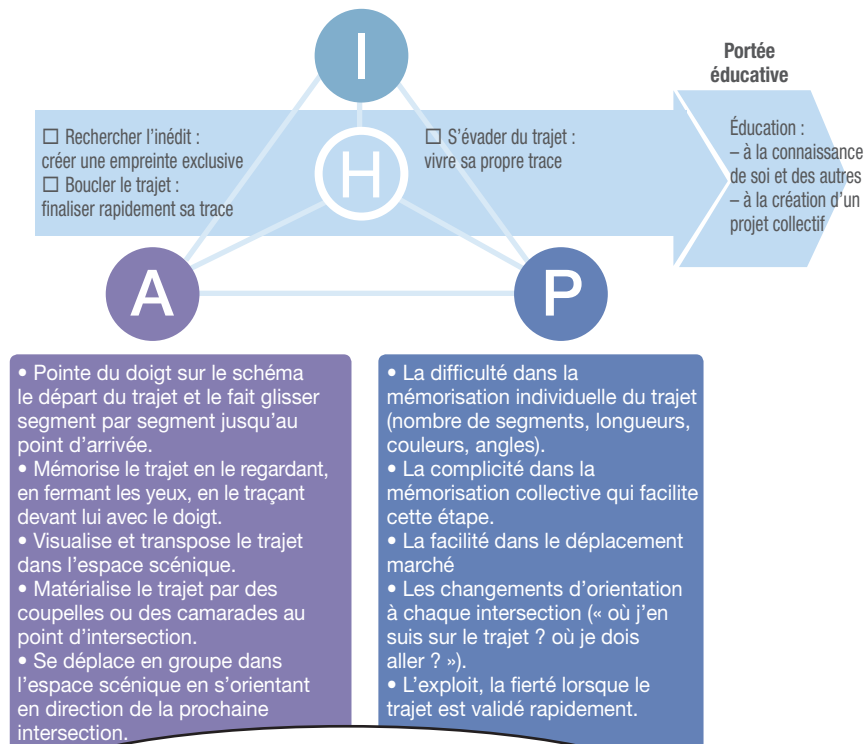 I
Portée
éducative
☐ Rechercher l'inédit :
créer une empreinte exclusive
☐ Boucler le trajet :
finaliser rapidement sa trace
H
☐ S'évader du trajet :
vivre sa propre trace
Éducation :
– à la connaissance
de soi et des autres
– à la création d'un
projet collectif
A
P
• Pointe du doigt sur le schéma
le départ du trajet et le fait glisser
segment par segment jusqu'au
point d'arrivée.
• Mémorise le trajet en le regardant,
en fermant les yeux, en le traçant
devant lui avec le doigt.
• Visualise et transpose le trajet
dans l'espace scénique.
• Matérialise le trajet par des
coupelles ou des camarades au
point d'intersection.
• Se déplace en groupe dans
l'espace scénique en s'orientant
en direction de la prochaine
intersection.
• La difficulté dans la
mémorisation individuelle du trajet
(nombre de segments, longueurs,
couleurs, angles).
• La complicité dans la
mémorisation collective qui facilite
cette étape.
• La facilité dans le déplacement
marché
• Les changements d'orientation
à chaque intersection (« où j'en
suis sur le trajet ? où je dois
aller ? »).
• L'exploit, la fierté lorsque le
trajet est validé rapidement.